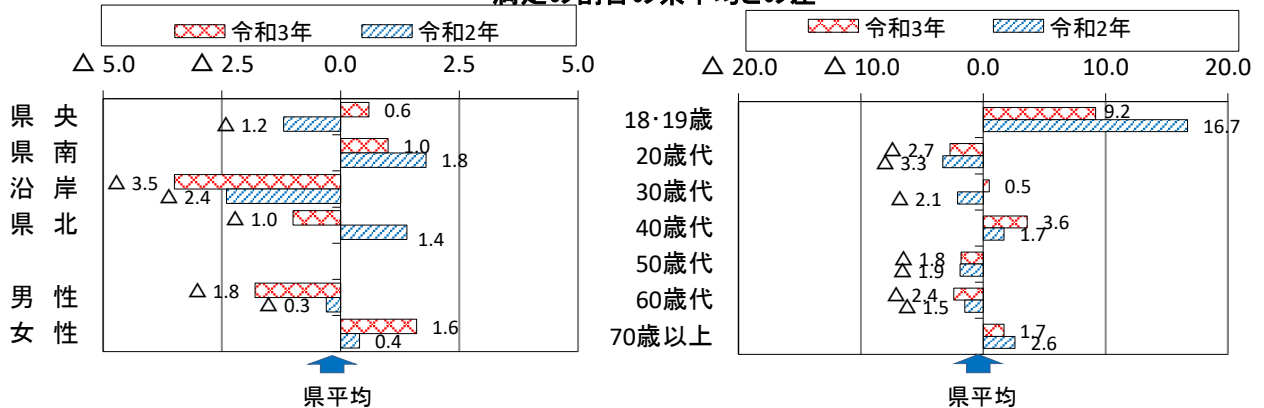 満足の割合の県平均との差
令和3年 令和2年
△ 5.0 △ 2.5 0.0 2.5 5.0
県 央 0.6
△ 1.2
県 南 1.0
1.8
沿 岸 △ 3.5
△ 2.4
県 北 △ 1.0
1.4
男 性 △ 1.8
△ 0.3
女 性 1.6
0.4
県平均
令和3年 令和2年
△ 20.0 △ 10.0 0.0 10.0 20.0
18・19歳 9.2
16.7
20歳代 △ 2.7
△ 3.3
30歳代 0.5
△ 2.1
40歳代 3.6
1.7
50歳代 △ 1.8
△ 1.9
60歳代 △ 2.4
△ 1.5
70歳以上 1.7
2.6
県平均